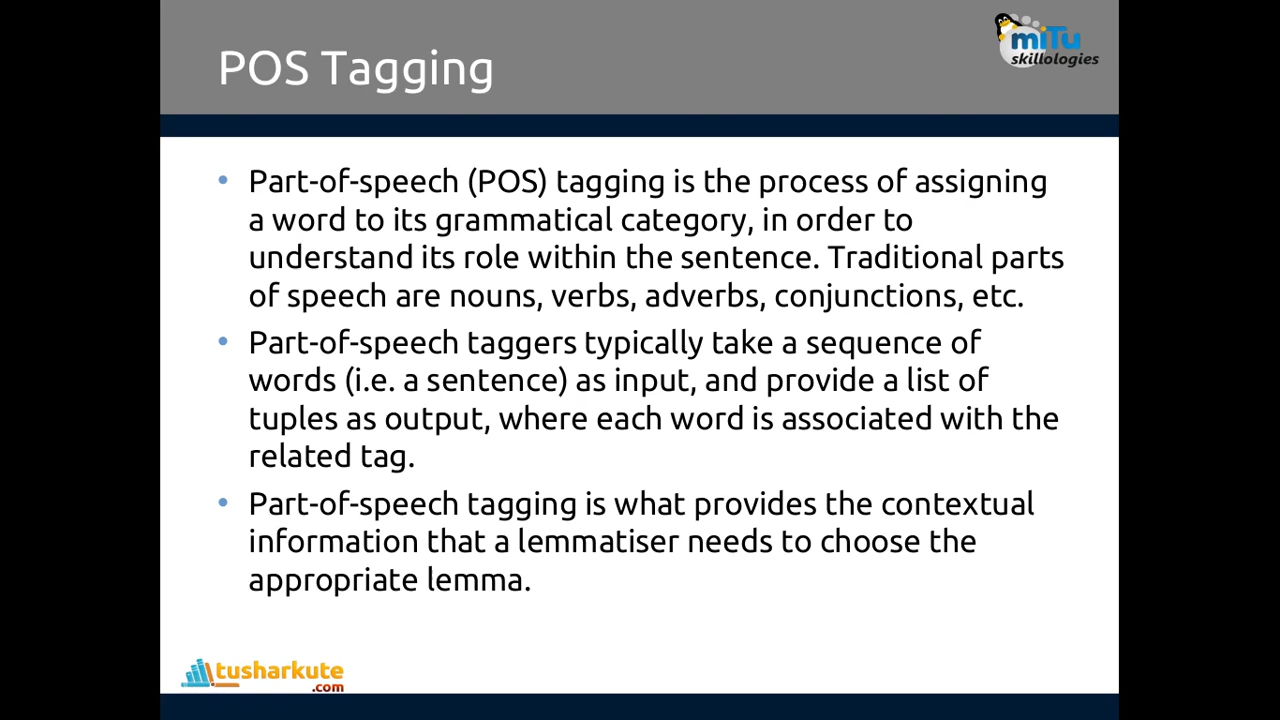 POS Tagging
miTu
skillologies
• Part-of-speech (POS) tagging is the process of assigning
a word to its grammatical category, in order to
understand its role within the sentence. Traditional parts
of speech are nouns, verbs, adverbs, conjunctions, etc.
• Part-of-speech taggers typically take a sequence of
words (i.e. a sentence) as input, and provide a list of
tuples as output, where each word is associated with the
related tag.
• Part-of-speech tagging is what provides the contextual
information that a lemmatiser needs to choose the
appropriate lemma.
tusharkute
.com